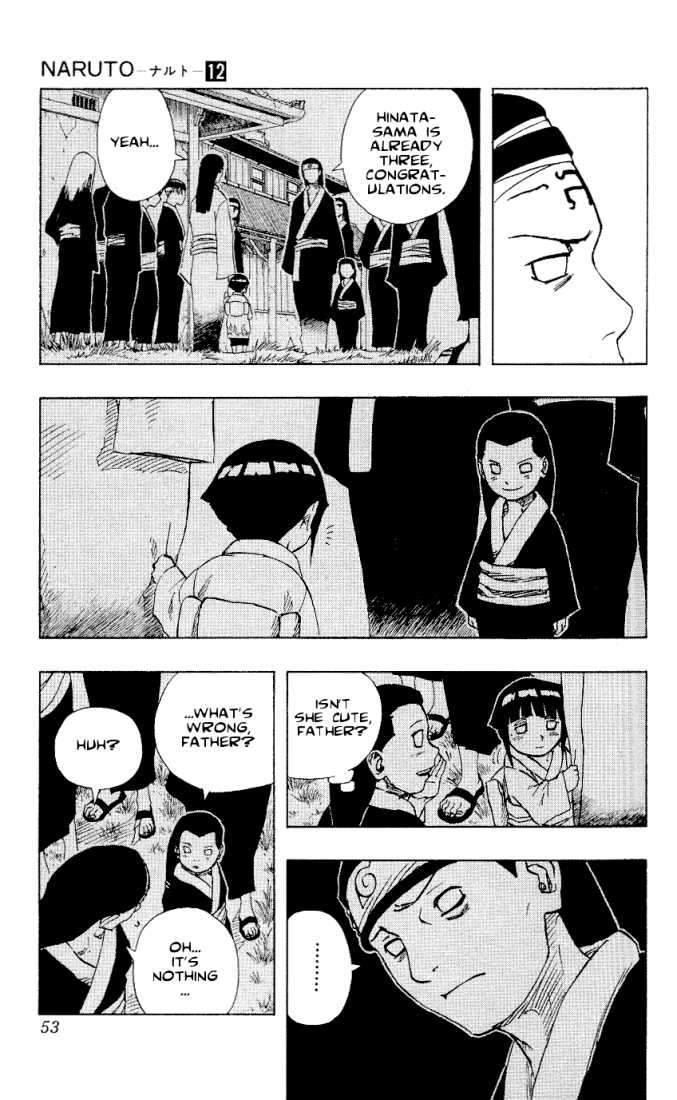 NARUTO—ナルト—12
HINATA-
SAMA IS
ALREADY
THREE,
CONGRAT-
ULATIONS.
YEAH...
ISN'T
SHE CUTE,
FATHER?
.........
...WHAT'S
WRONG,
FATHER?
HUH?
OH...
IT'S
NOTHING
...
53